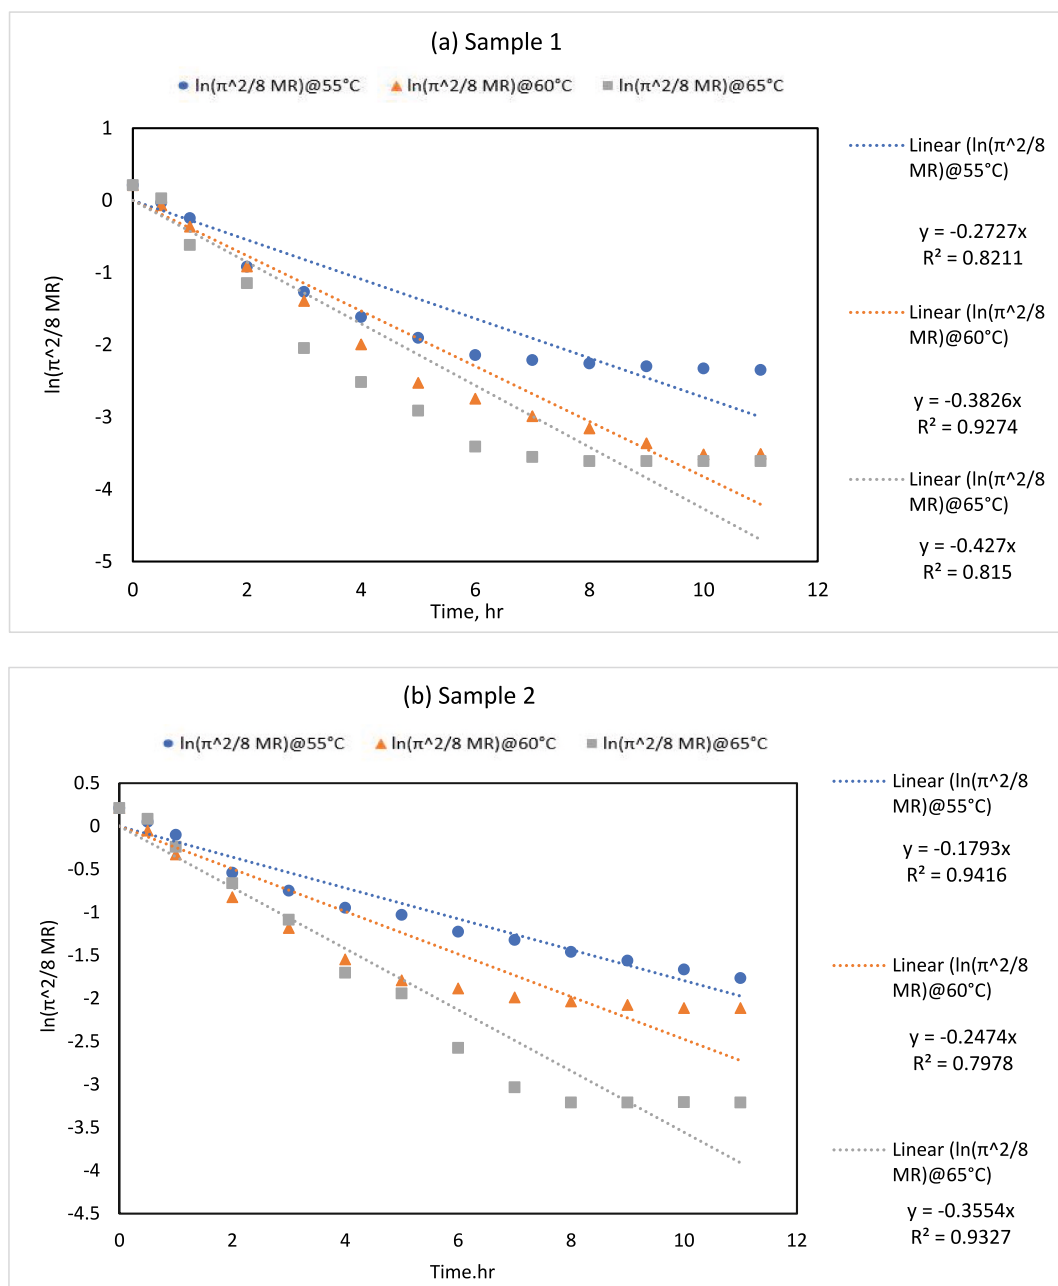 (a) Sample 1
ln(π^2/8 MR)@55°C ln(π^2/8 MR)@60°C ln(π^2/8 MR)@65°C
1
0
-1
-2
-3
-4
-5
ln(π^2/8 MR)
0 2 4 6 8 10 12
Time, hr
Linear (ln(π^2/8
MR)@55°C)
y = -0.2727x
R² = 0.8211
Linear (ln(π^2/8
MR)@60°C)
y = -0.3826x
R² = 0.9274
Linear (ln(π^2/8
MR)@65°C)
y = -0.427x
R² = 0.815
(b) Sample 2
ln(π^2/8 MR)@55°C ln(π^2/8 MR)@60°C ln(π^2/8 MR)@65°C
0.5
0
-0.5
-1
-1.5
-2
-2.5
-3
-3.5
-4
-4.5
ln(π^2/8 MR)
0 2 4 6 8 10 12
Time.hr
Linear (ln(π^2/8
MR)@55°C)
y = -0.1793x
R² = 0.9416
Linear (ln(π^2/8
MR)@60°C)
y = -0.2474x
R² = 0.7978
Linear (ln(π^2/8
MR)@65°C)
y = -0.3554x
R² = 0.9327